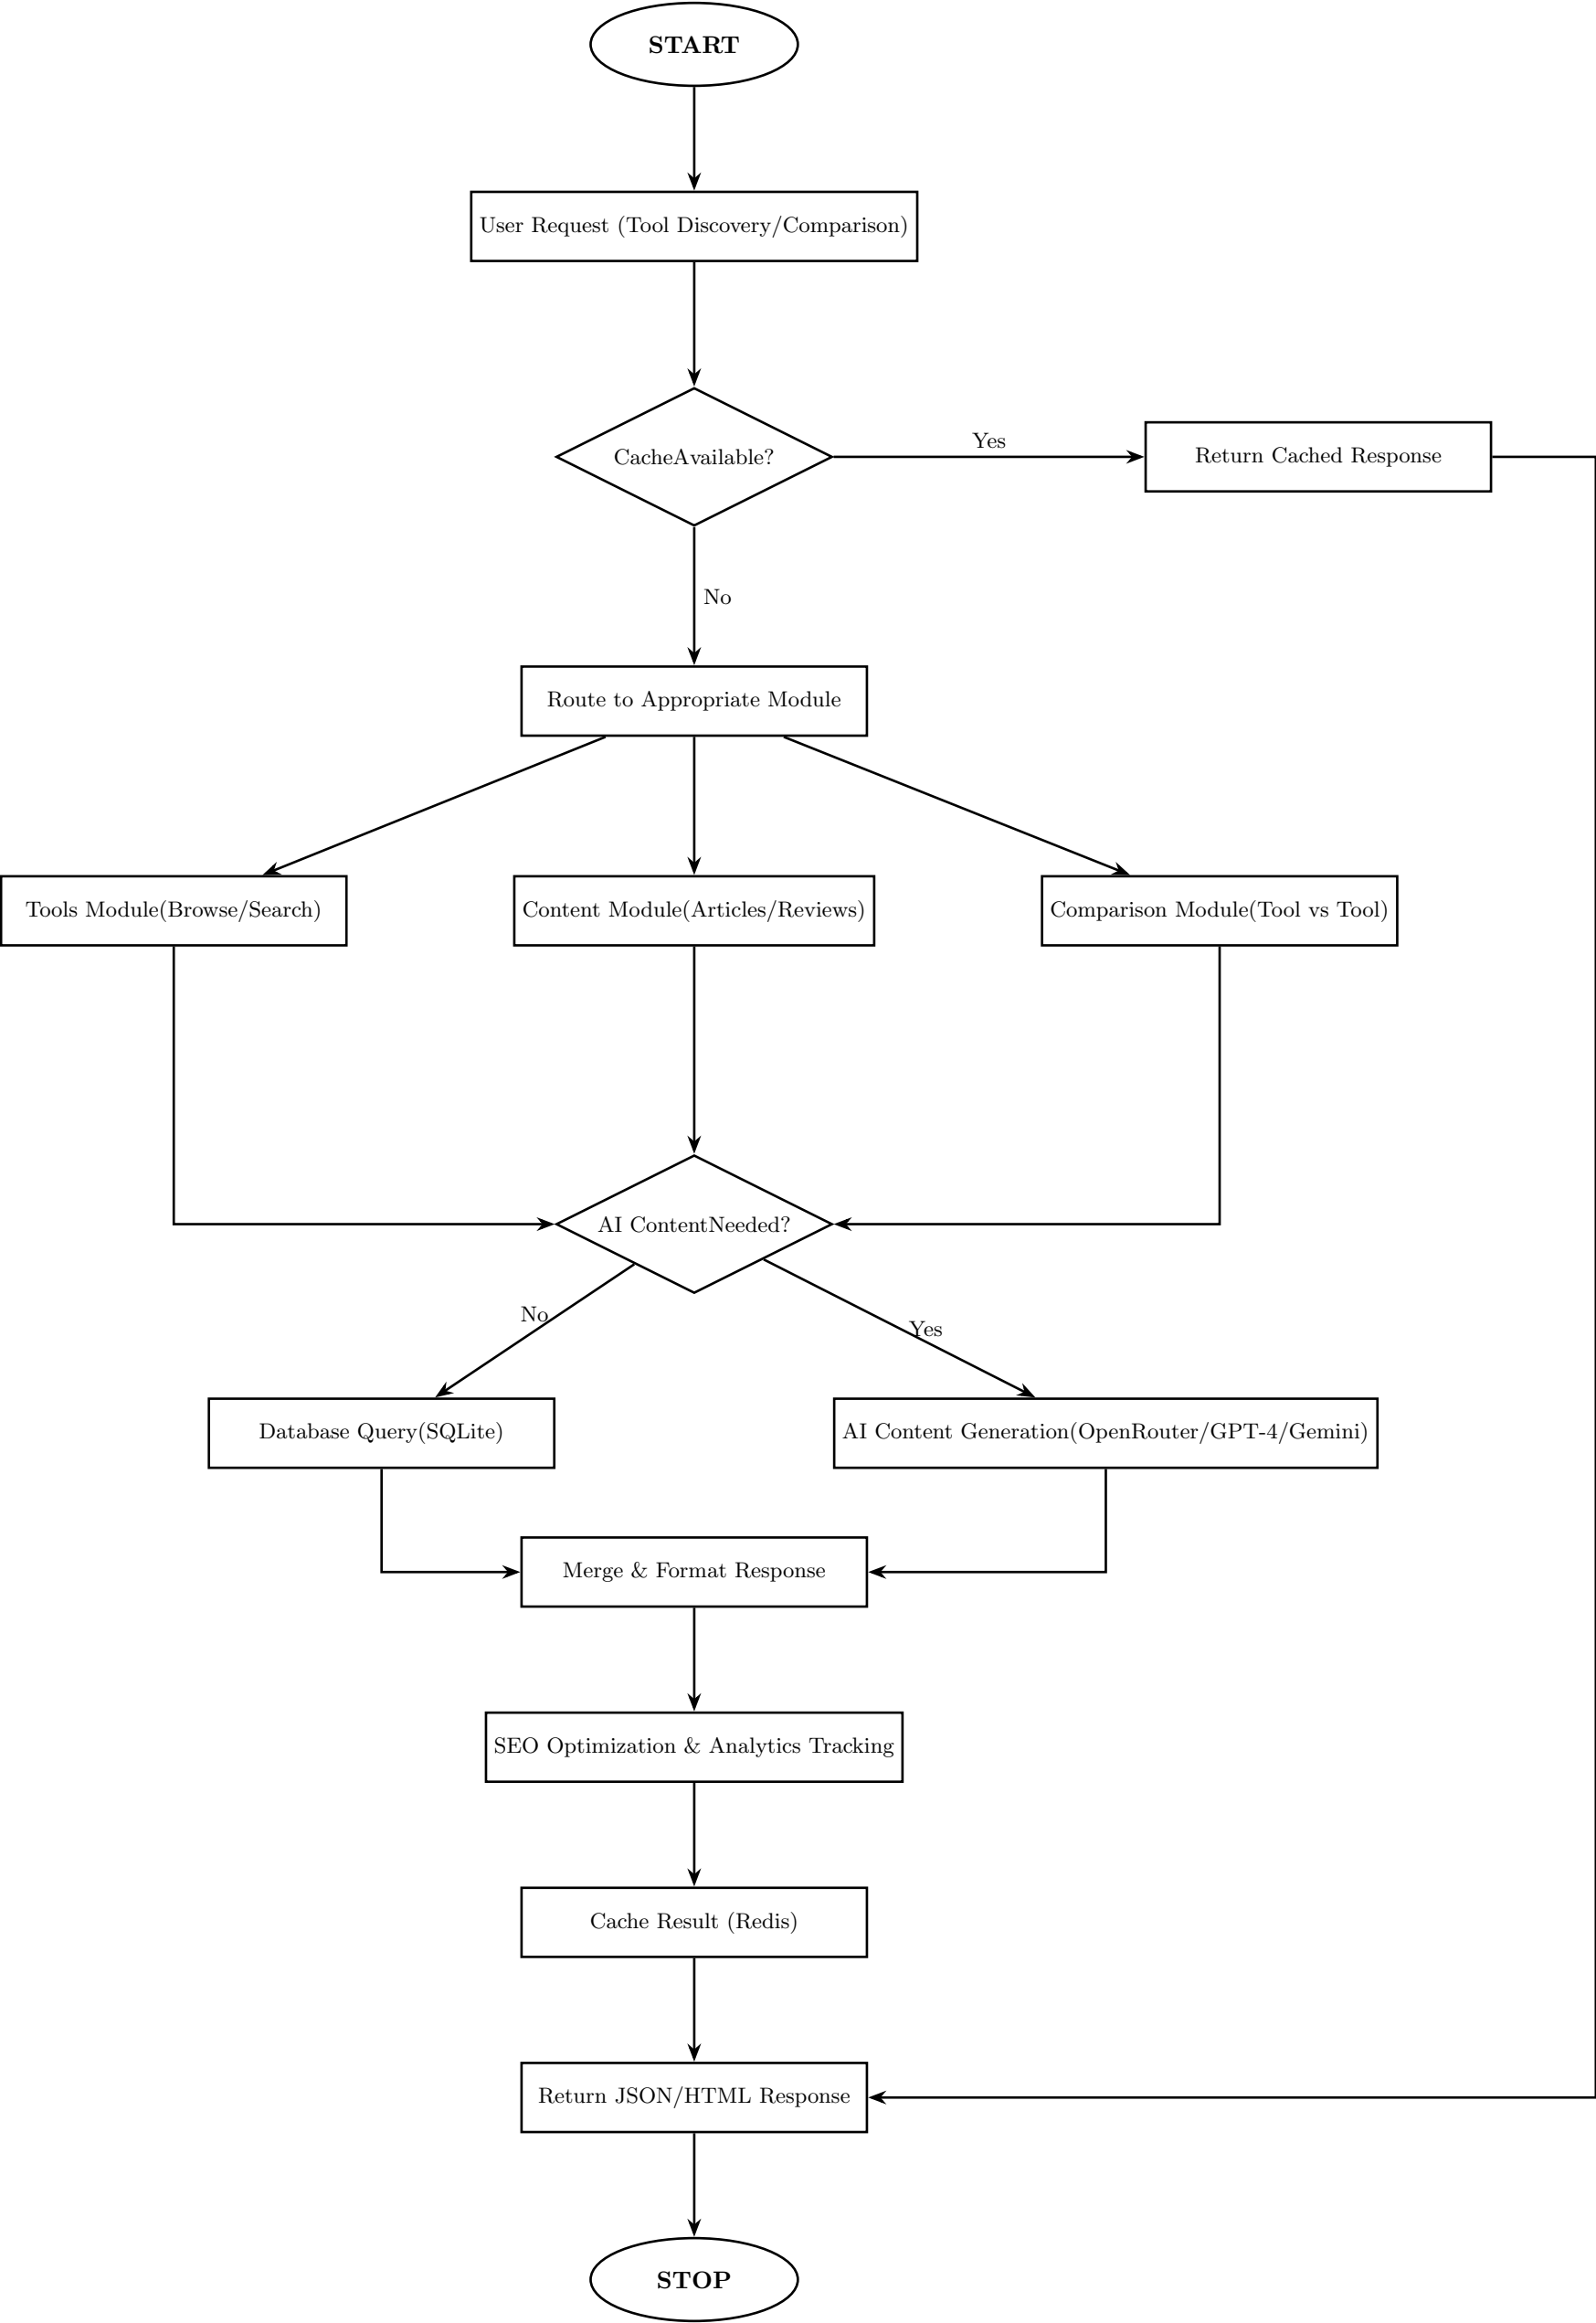 START
User Request (Tool Discovery/Comparison)
CacheAvailable?
Yes
Return Cached Response
No
Route to Appropriate Module
Tools Module(Browse/Search)
Content Module(Articles/Reviews)
Comparison Module(Tool vs Tool)
AI ContentNeeded?
No
Yes
Database Query(SQLite)
AI Content Generation(OpenRouter/GPT-4/Gemini)
Merge & Format Response
SEO Optimization & Analytics Tracking
Cache Result (Redis)
Return JSON/HTML Response
STOP